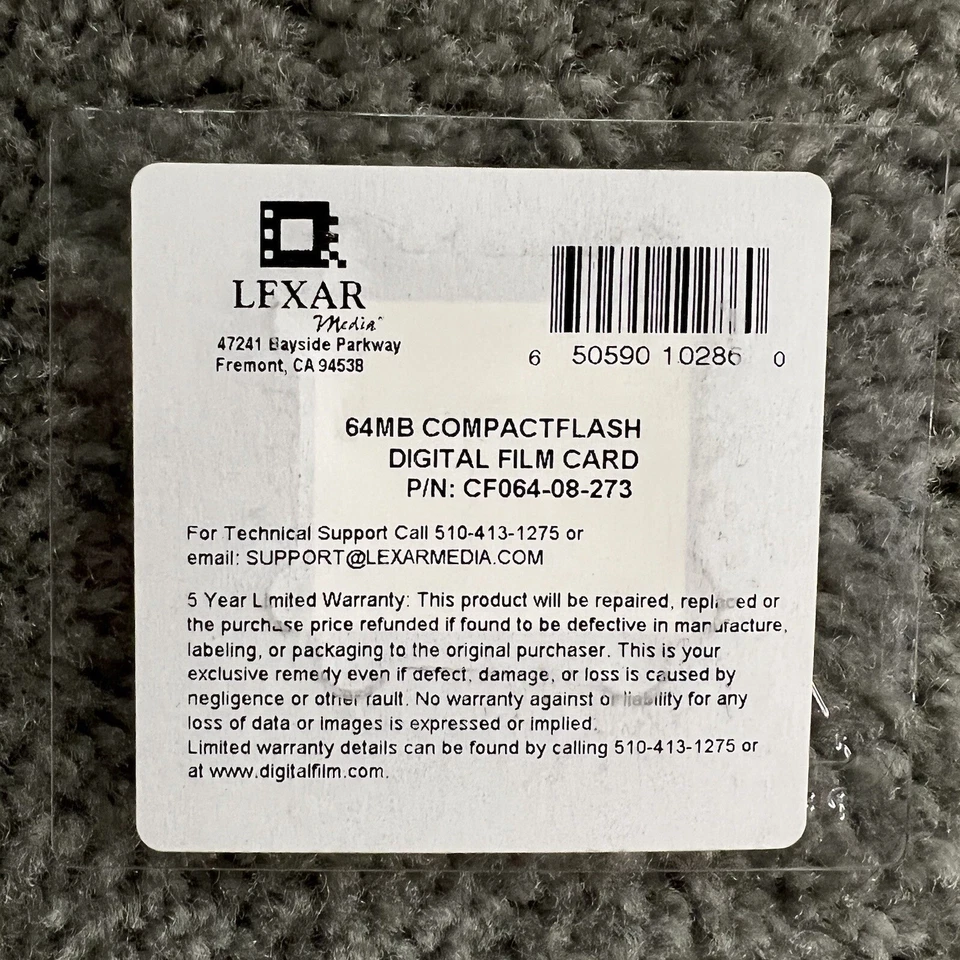 LEXAR
Media
47241 Bayside Parkway
Fremont, CA 94538
6 50590 10286 0
64MB COMPACTFLASH
DIGITAL FILM CARD
P/N: CF064-08-273
For Technical Support Call 510-413-1275 or
email: SUPPORT@LEXARMEDIA.COM
5 Year Limited Warranty: This product will be repaired, replaced or
the purchase price refunded if found to be defective in manufacture,
labeling, or packaging to the original purchaser. This is your
exclusive remedy even if defect, damage, or loss is caused by
negligence or other fault. No warranty against or liability for any
loss of data or images is expressed or implied.
Limited warranty details can be found by calling 510-413-1275 or
at www.digitalfilm.com.